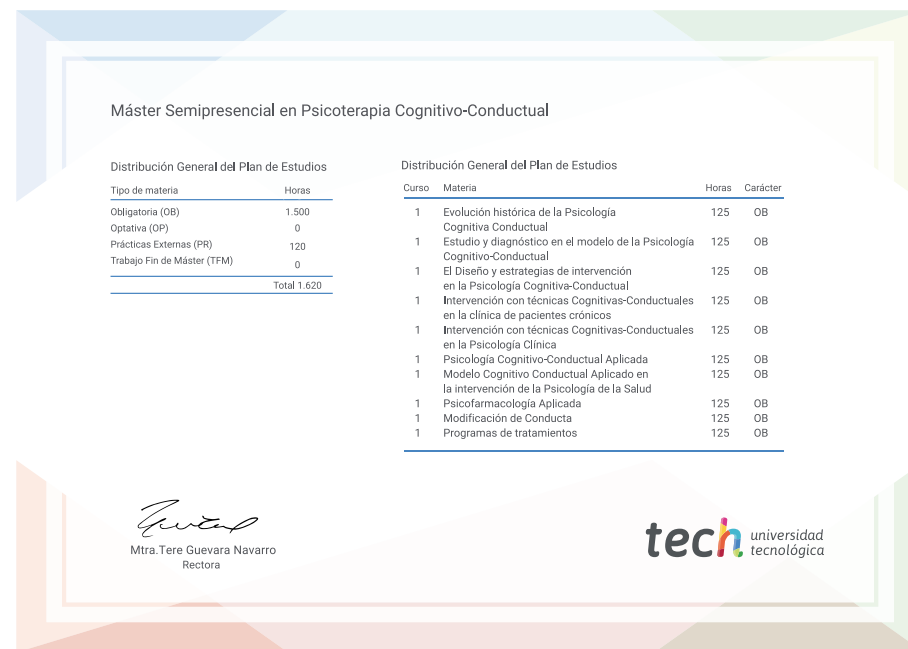 Máster Semipresencial en Psicoterapia Cognitivo-Conductual
Distribución General del Plan de Estudios
Tipo de materia Horas
Obligatoria (OB) 1.500
Optativa (OP) 0
Prácticas Externas (PR) 120
Trabajo Fin de Máster (TFM) 0
Total 1.620
Distribución General del Plan de Estudios
Curso Materia Horas Carácter
1 Evolución histórica de la Psicología 125 OB
Cognitiva Conductual
1 Estudio y diagnóstico en el modelo de la Psicología 125 OB
Cognitivo-Conductual
1 El Diseño y estrategias de intervención 125 OB
en la Psicología Cognitiva-Conductual
1 Intervención con técnicas Cognitivas-Conductuales 125 OB
en la clínica de pacientes crónicos
1 Intervención con técnicas Cognitivas-Conductuales 125 OB
en la Psicología Clínica
1 Psicología Cognitivo-Conductual Aplicada 125 OB
1 Modelo Cognitivo Conductual Aplicado en 125 OB
la intervención de la Psicología de la Salud
1 Psicofarmacología Aplicada 125 OB
1 Modificación de Conducta 125 OB
1 Programas de tratamientos 125 OB
Mtra.Tere Guevara Navarro
Rectora
tech universidad
tecnológica